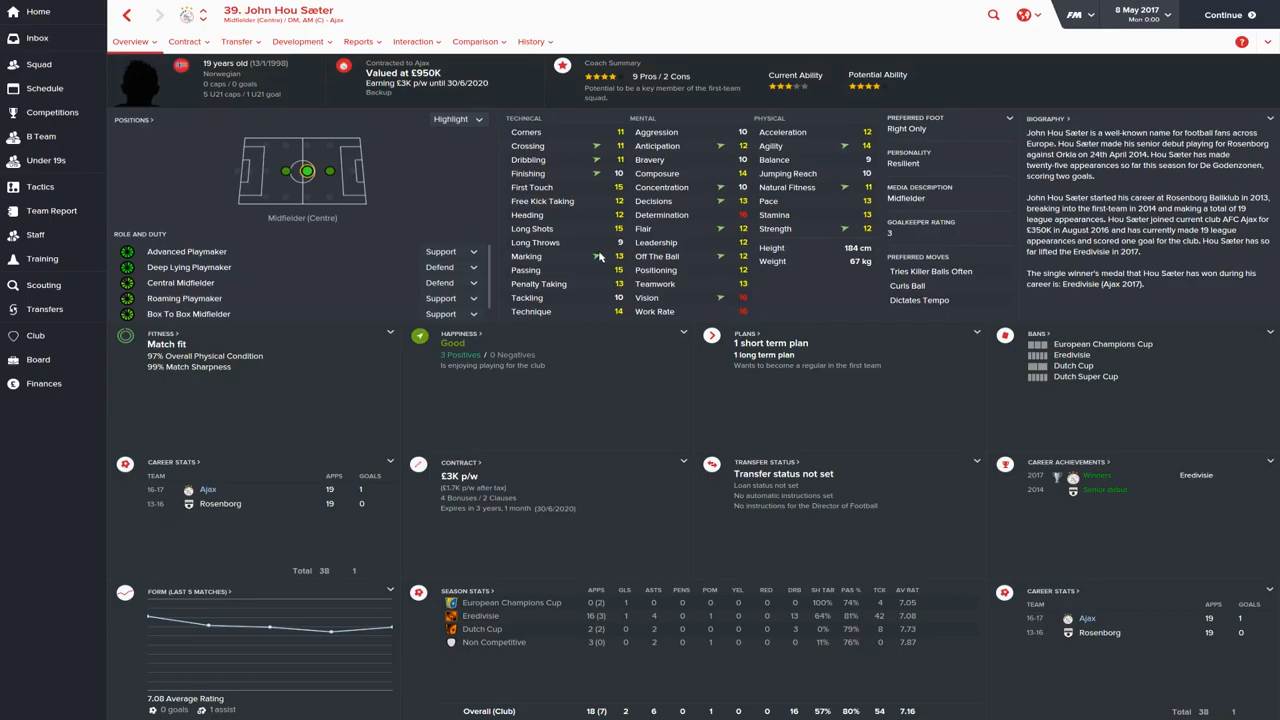 Home
Inbox
Squad
Schedule
Competitions
B Team
Under 19s
Tactics
Team Report
Staff
Training
Scouting
Transfers
Club
Board
Finances
39. John Hou Sæter
Midfielder (Centre) / DM, AM (C) - Ajax
FM
8 May 2017
Mon 0:00
Continue
Overview
Contract
Transfer
Development
Reports
Interaction
Comparison
History
?
19 years old (13/1/1998)
Norwegian
0 caps / 0 goals
5 U21 caps / 1 U21 goal
Contracted to Ajax
Valued at £950K
Earning £3K p/w until 30/6/2020
Backup
Coach Summary
9 Pros / 2 Cons
Potential to be a key member of the first-team
squad.
Current Ability
Potential Ability
POSITIONS >
Highlight
Midfielder (Centre)
ROLE AND DUTY
Advanced Playmaker Support
Deep Lying Playmaker Defend
Central Midfielder Defend
Roaming Playmaker Support
Box To Box Midfielder Support
TECHNICAL
Corners 11
Crossing 11
Dribbling 11
Finishing 10
First Touch 15
Free Kick Taking 12
Heading 12
Long Shots 15
Long Throws 9
Marking 13
Passing 15
Penalty Taking 13
Tackling 10
Technique 14
MENTAL
Aggression 10
Anticipation 12
Bravery 10
Composure 14
Concentration 10
Decisions 13
Determination 16
Flair 12
Leadership 12
Off The Ball 12
Positioning 12
Teamwork 13
Vision 16
Work Rate 16
PHYSICAL
Acceleration 12
Agility 14
Balance 9
Jumping Reach 10
Natural Fitness 11
Pace 13
Stamina 13
Strength 12
Height 184 cm
Weight 67 kg
PREFERRED FOOT
Right Only
PERSONALITY
Resilient
MEDIA DESCRIPTION
Midfielder
GOALKEEPER RATING
3
PREFERRED MOVES
Tries Killer Balls Often
Curls Ball
Dictates Tempo
BIOGRAPHY >
John Hou Sæter is a well-known name for football fans across
Europe. Hou Sæter made his senior debut playing for Rosenborg
against Orkla on 24th April 2014. Hou Sæter has made
twenty-five appearances so far this season for De Godenzonen,
scoring two goals.
John Hou Sæter started his career at Rosenborg Ballklub in 2013,
breaking into the first-team in 2014 and making a total of 19
league appearances. Hou Sæter joined current club AFC Ajax for
£350K in August 2016 and has currently made 19 league
appearances and scored one goal for the club. Hou Sæter has so
far lifted the Eredivisie in 2017.
The single winner's medal that Hou Sæter has won during his
career is: Eredivisie (Ajax 2017).
FITNESS >
Match fit
97% Overall Physical Condition
99% Match Sharpness
HAPPINESS >
Good
3 Positives / 0 Negatives
Is enjoying playing for the club
PLANS >
1 short term plan
1 long term plan
Wants to become a regular in the first team
BANS >
European Champions Cup
Eredivisie
Dutch Cup
Dutch Super Cup
CAREER STATS >
TEAM APPS GOALS
16-17 Ajax 19 1
13-16 Rosenborg 19 0
Total 38 1
CONTRACT >
£3K p/w
(£1.7K p/w after tax)
4 Bonuses / 2 Clauses
Expires in 3 years, 1 month (30/6/2020)
TRANSFER STATUS >
Transfer status not set
Loan status not set
No automatic instructions set
No instructions for the Director of Football
CAREER ACHIEVEMENTS >
2017 Winners Eredivisie
2014 Senior debut
FORM (LAST 5 MATCHES) >
7.08 Average Rating
0 goals 1 assist
SEASON STATS > APPS GLS ASTS PENS POM YEL RED DRB SH TAR PAS % TCK AV RAT
European Champions Cup 0 (2) 1 0 0 0 0 0 0 100% 74% 4 7.05
Eredivisie 16 (3) 1 4 0 1 0 0 13 64% 81% 42 7.08
Dutch Cup 2 (2) 0 2 0 0 0 0 3 0% 79% 8 7.73
Non Competitive 3 (0) 0 2 0 1 0 0 0 11% 76% 0 7.87
Overall (Club) 18 (7) 2 6 0 1 0 0 16 57% 80% 54 7.16
CAREER STATS >
TEAM APPS GOALS
16-17 Ajax 19 1
13-16 Rosenborg 19 0
Total 38 1